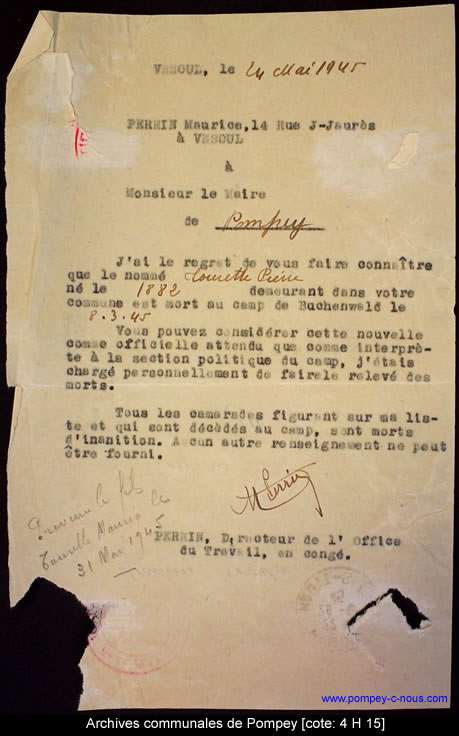 VESOUL, le 24 Mai 1945
PERRIN Maurice, 14 Rue J-Jaurès
à VESOUL
à
Monsieur le Maire
de Pompey
J'ai le regret de vous faire connaître
que le nommé Tourette Pierre
né le 1882 demeurant dans votre
commune est mort au camp de Buchenwald le
8.3.45
Vous pouvez considérer cette nouvelle
comme officielle attendu que comme interprè-
te à la section politique du camp, j'étais
chargé personnellement de fairele relevé des
morts.
Tous les camarades figurant sur ma lis-
te et qui sont décèdés au camp, sont morts
d'inanition. Aucun autre renseignement ne peut
être fourni.
M Perrin
Prevenu le fils
31 Mai 1945
PERRIN, Directeur de l' Office
du Travail, en congé.
www.pompey-c-nous.com
Archives communales de Pompey [cote: 4 H 15]